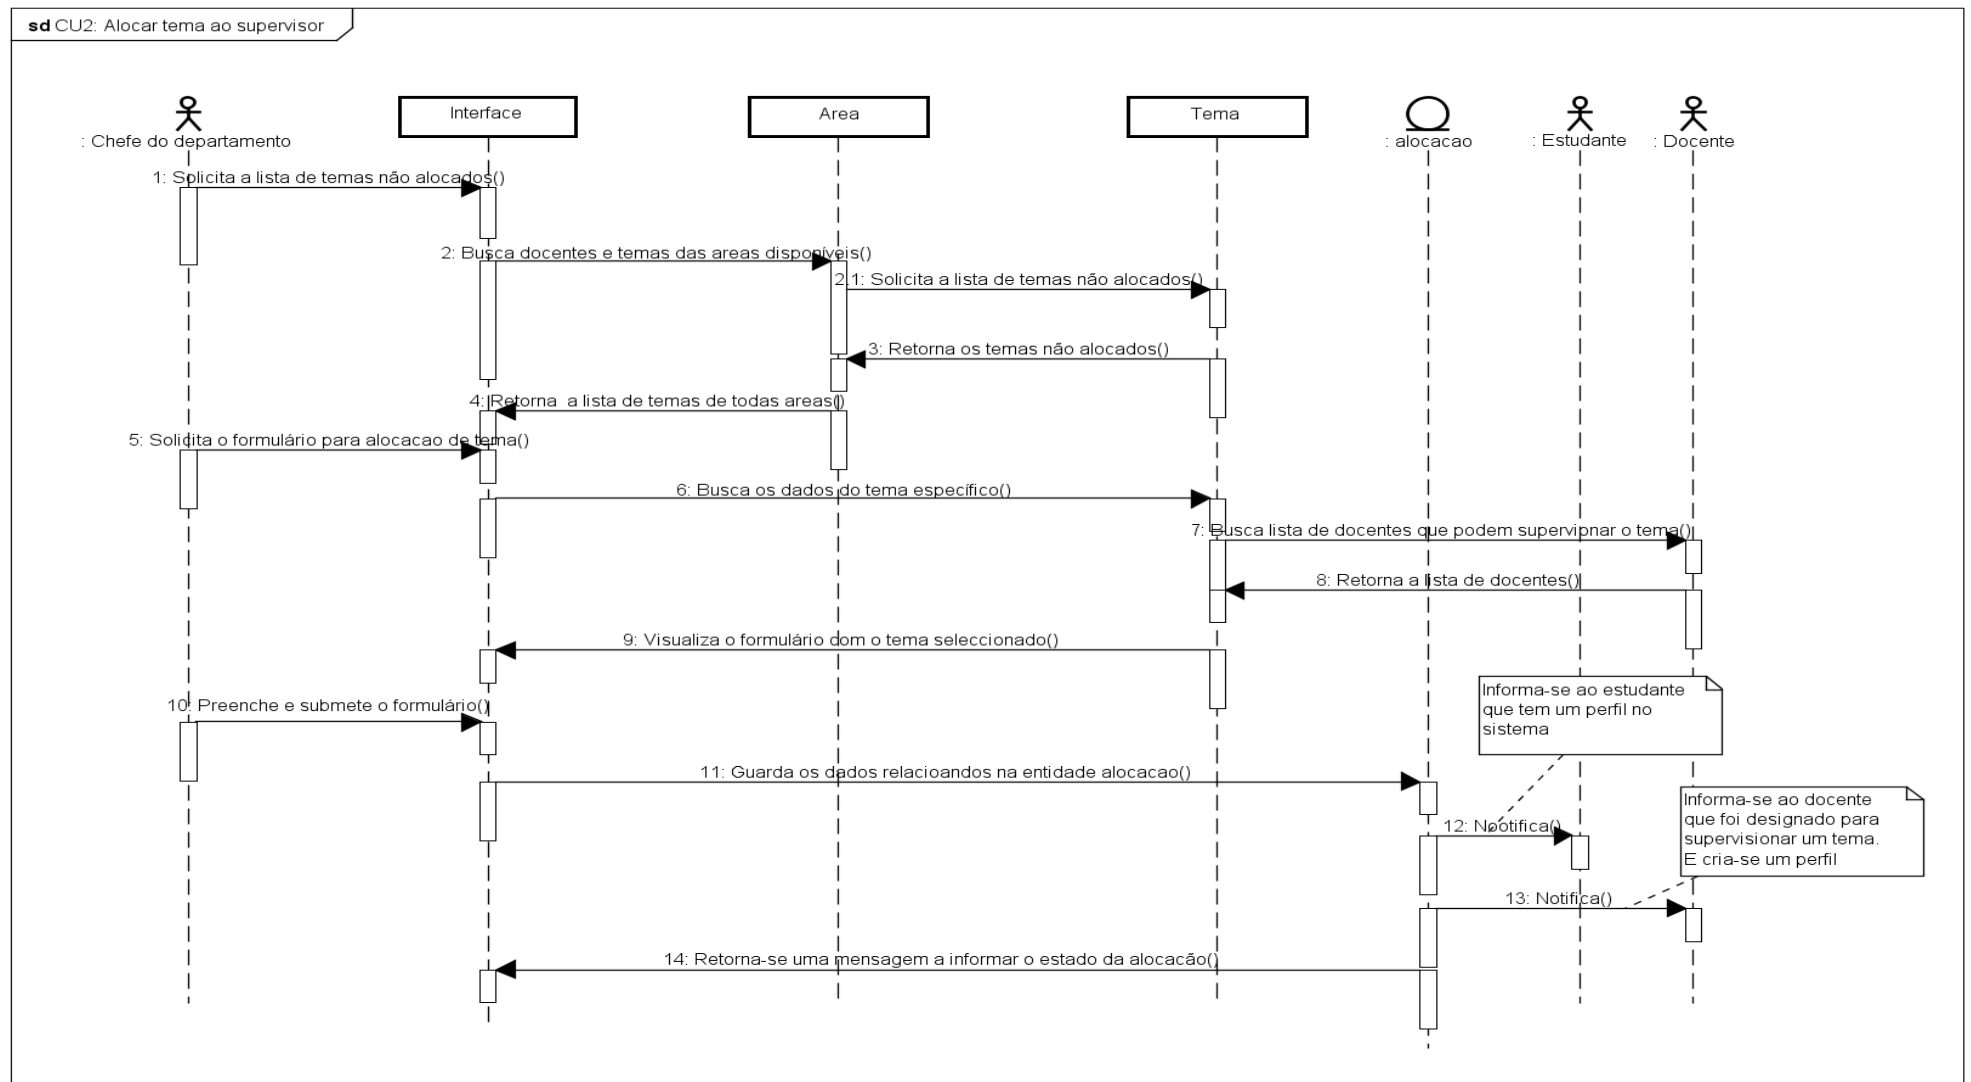 sd CU2: Alocar tema ao supervisor
: Chefe do departamento
Interface
Area
Tema
: alocacao
: Estudante
: Docente
1: Solicita a lista de temas não alocados()
2: Busca docentes e temas das areas disponíveis()
2.1: Solicita a lista de temas não alocados()
3: Retorna os temas não alocados()
4: Retorna a lista de temas de todas areas()
5: Solicita o formulário para alocacao de tema()
6: Busca os dados do tema específico()
7: Busca lista de docentes que podem supervionar o tema()
8: Retorna a lista de docentes()
9: Visualiza o formulário com o tema seleccionado()
Informa-se ao estudante
que tem um perfil no
sistema
10: Preenche e submete o formulário()
11: Guarda os dados relacioandos na entidade alocacao()
Informa-se ao docente
que foi designado para
supervisionar um tema.
E cria-se um perfil
12: Nootifica()
13: Notifica()
14: Retorna-se uma mensagem a informar o estado da alocacão()